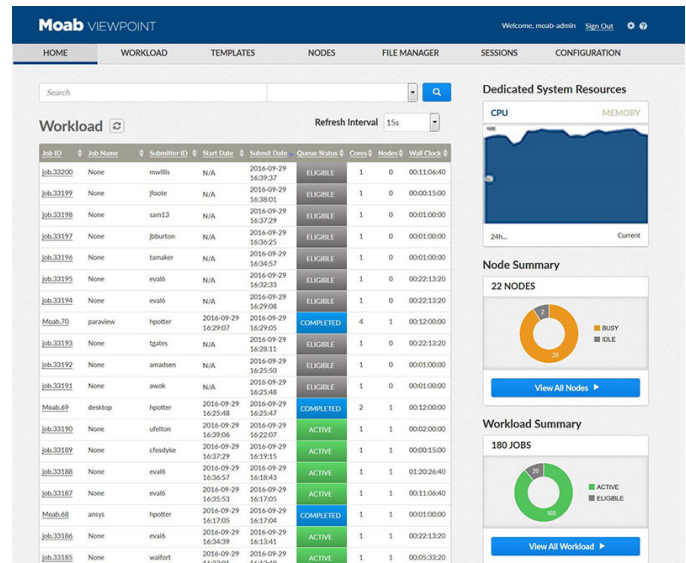 Moab VIEWPOINT
Welcome, moab-admin Sign Out
HOME WORKLOAD TEMPLATES NODES FILE MANAGER SESSIONS CONFIGURATION
Search
Workload
Refresh Interval 15s
Job ID Job Name Submitter ID Start Date Submit Date Queue Status Cores Nodes Wall Clock
job.33200 None mwillis N/A 2016-09-29 16:39:37 ELIGIBLE 1 0 00:11:06:40
job.33199 None jfoote N/A 2016-09-29 16:38:01 ELIGIBLE 1 0 00:00:15:00
job.33198 None sam13 N/A 2016-09-29 16:37:29 ELIGIBLE 1 0 00:01:00:00
job.33197 None jbburton N/A 2016-09-29 16:36:25 ELIGIBLE 1 0 00:01:00:00
job.33196 None tamaker N/A 2016-09-29 16:34:57 ELIGIBLE 1 0 00:01:00:00
job.33195 None eval6 N/A 2016-09-29 16:32:33 ELIGIBLE 1 0 00:22:13:20
job.33194 None eval6 N/A 2016-09-29 16:29:08 ELIGIBLE 1 0 00:22:13:20
Moab.70 paraview hpotter 2016-09-29 16:29:07 2016-09-29 16:29:05 COMPLETED 4 1 00:12:00:00
job.33193 None tgates N/A 2016-09-29 16:28:11 ELIGIBLE 1 0 00:22:13:20
job.33192 None amadsen N/A 2016-09-29 16:25:50 ELIGIBLE 1 0 00:01:00:00
job.33191 None awok N/A 2016-09-29 16:25:48 ELIGIBLE 1 0 00:01:00:00
Moab.69 desktop hpotter 2016-09-29 16:25:48 2016-09-29 16:25:47 COMPLETED 2 1 00:12:00:00
job.33190 None ufelton 2016-09-29 16:39:06 2016-09-29 16:22:07 ACTIVE 1 1 00:02:00:00
job.33189 None cfosdyke 2016-09-29 16:37:29 2016-09-29 16:19:15 ACTIVE 1 1 00:00:15:00
job.33188 None eval6 2016-09-29 16:36:57 2016-09-29 16:18:43 ACTIVE 1 1 01:20:26:40
job.33187 None eval6 2016-09-29 16:35:53 2016-09-29 16:17:05 ACTIVE 1 1 00:11:06:40
Moab.68 ansys hpotter 2016-09-29 16:17:05 2016-09-29 16:17:04 COMPLETED 1 1 00:01:00:00
job.33186 None eval6 2016-09-29 16:34:39 2016-09-29 16:13:41 ACTIVE 1 1 00:22:13:20
job.33185 None walfort 2016-09-29 2016-09-29 ACTIVE 1 1 00:05:33:20
Dedicated System Resources
CPU MEMORY
100
24h... Current
Node Summary
22 NODES
2
20
BUSY
IDLE
View All Nodes
Workload Summary
180 JOBS
20
160
ACTIVE
ELIGIBLE
View All Workload